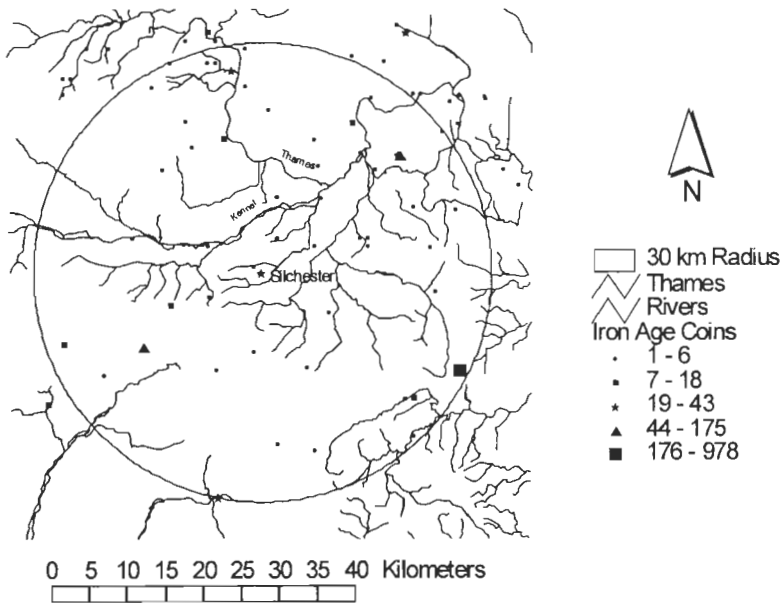 Thames
Kennet
Silchester
N
30 km Radius
Thames
Rivers
Iron Age Coins
1 - 6
7 - 18
19 - 43
44 - 175
176 - 978
0 5 10 15 20 25 30 35 40 Kilometers